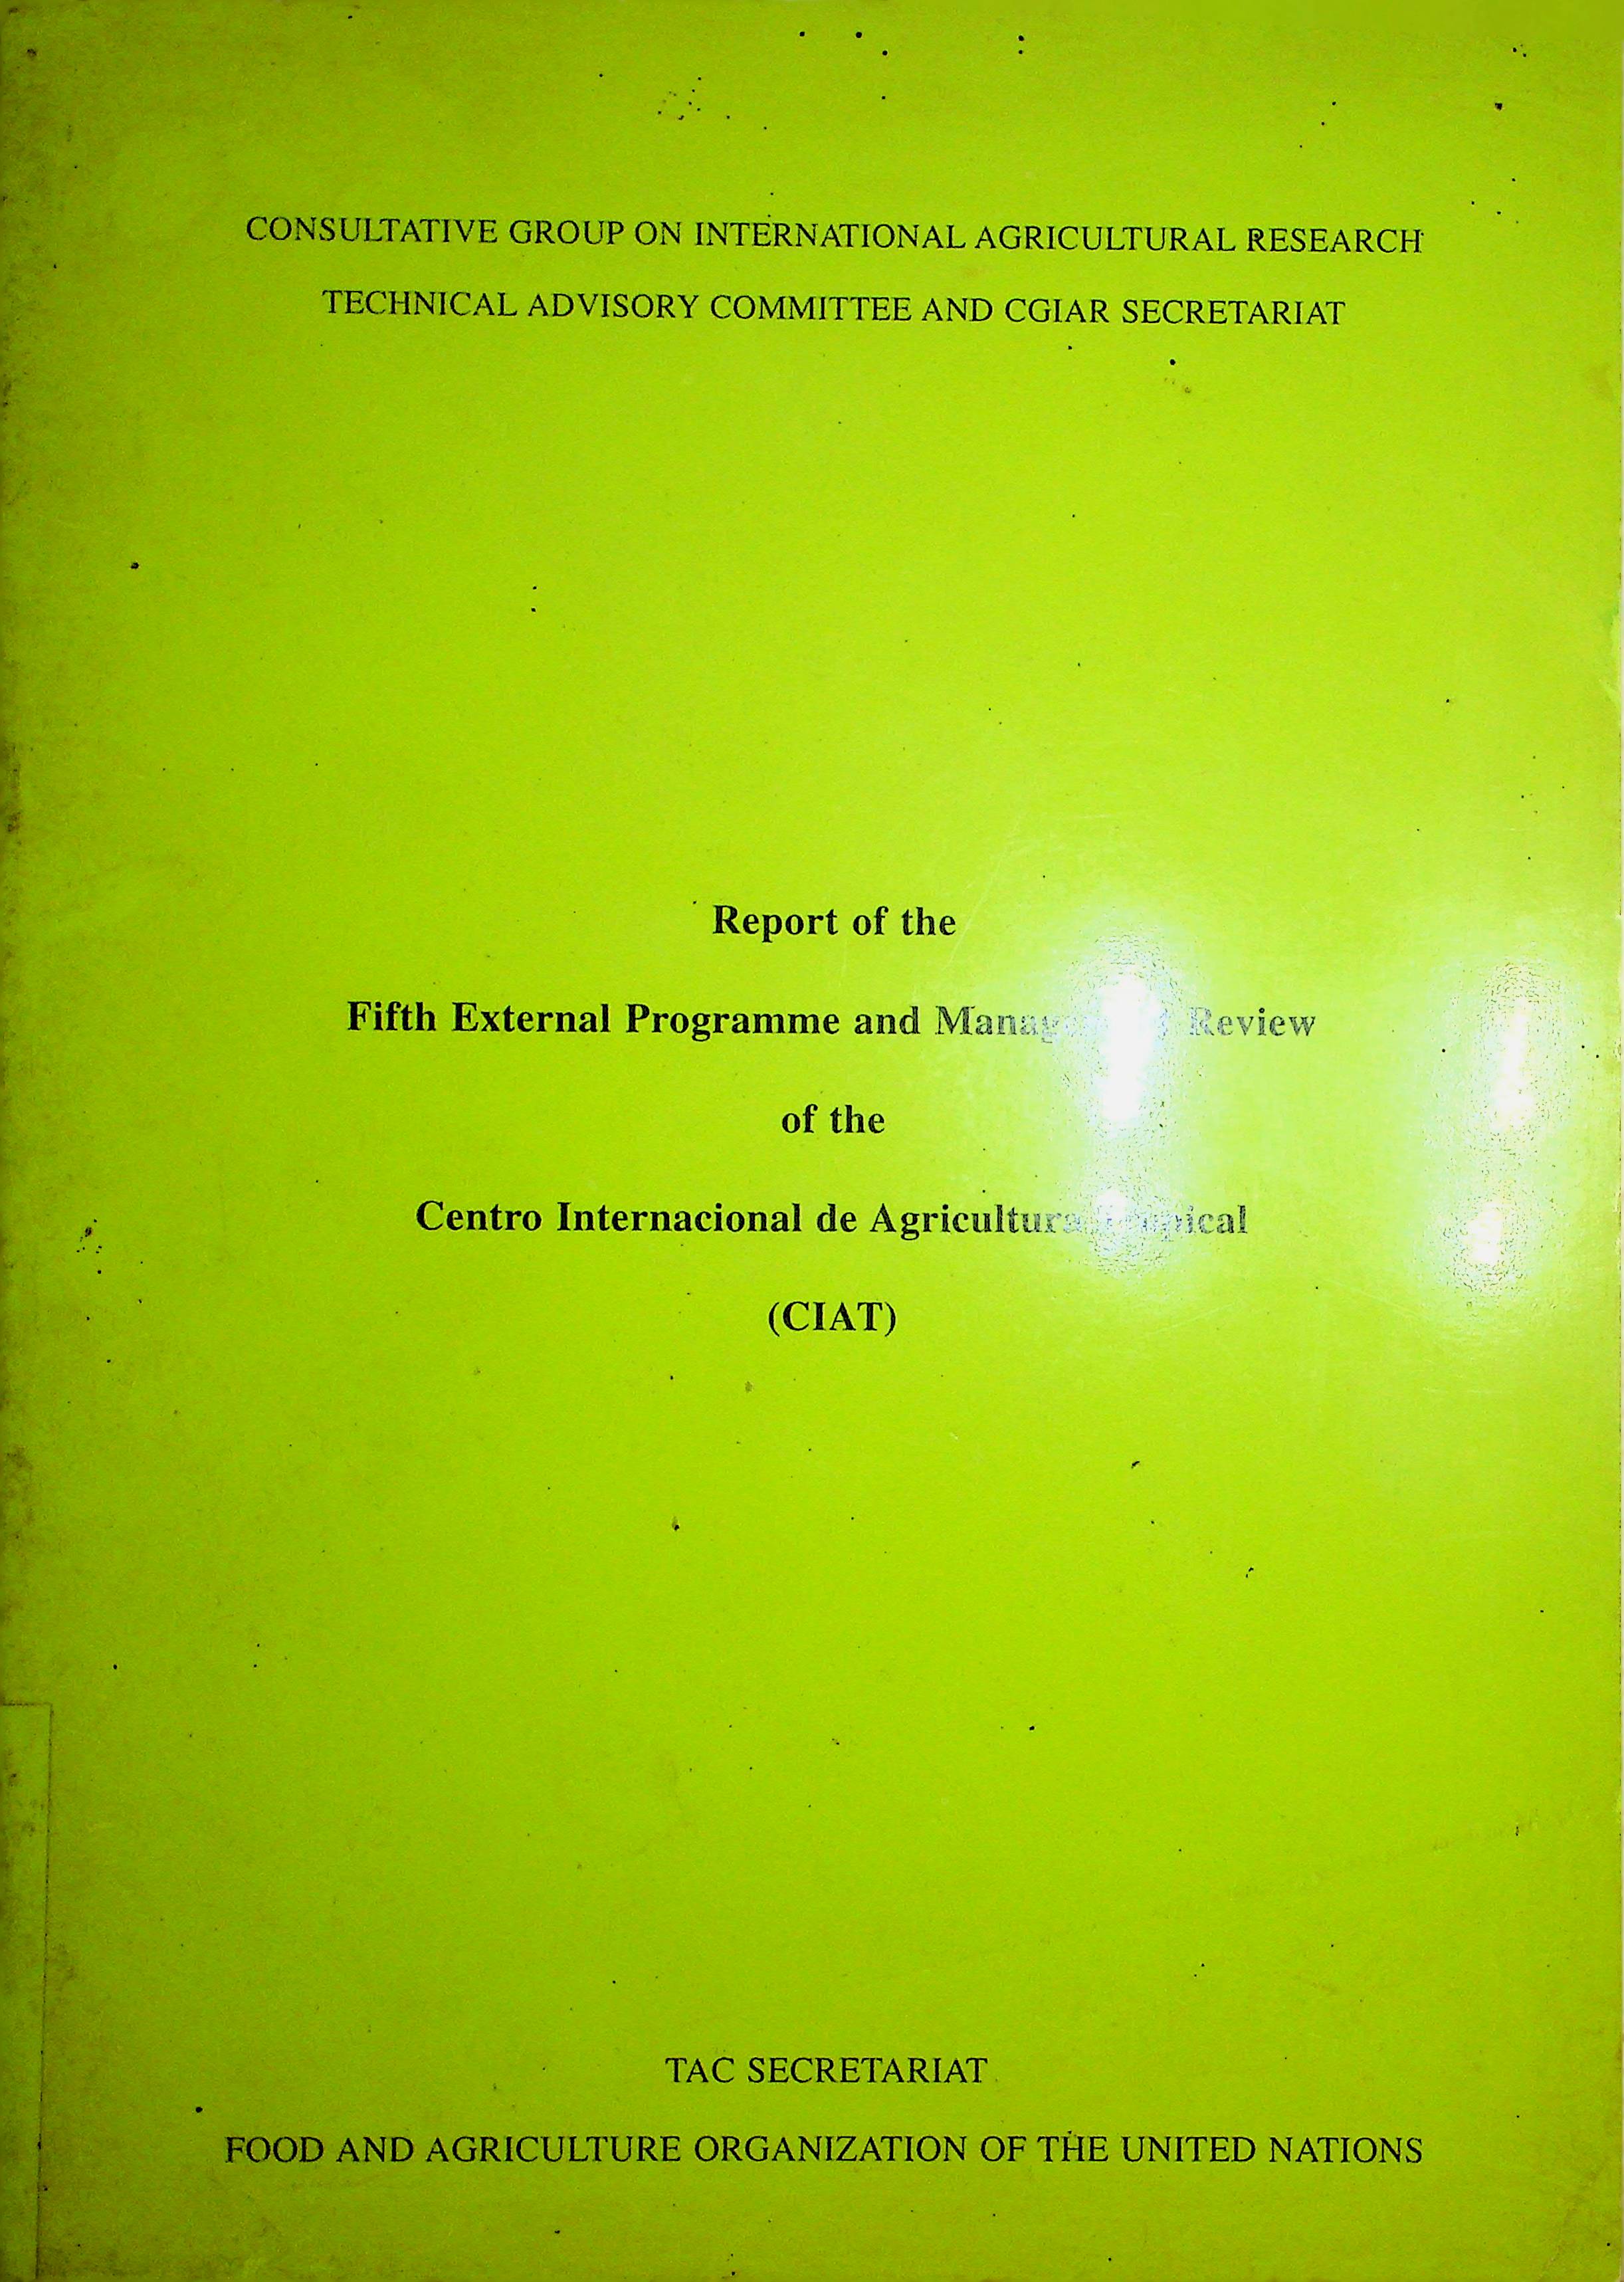 CONSULTATIVE GROUP ON INTERNATIONAL AGRICULTURAL RESEARCH
TECHNICAL ADVISORY COMMITTEE AND CGIAR SECRETARIAT
Report of the
Fifth External Programme and Review
of the
Centro Internacional de Agricultura Tropical
(CIAT)
TAC SECRETARIAT
FOOD AND AGRICULTURE ORGANIZATION OF THE UNITED NATIONS